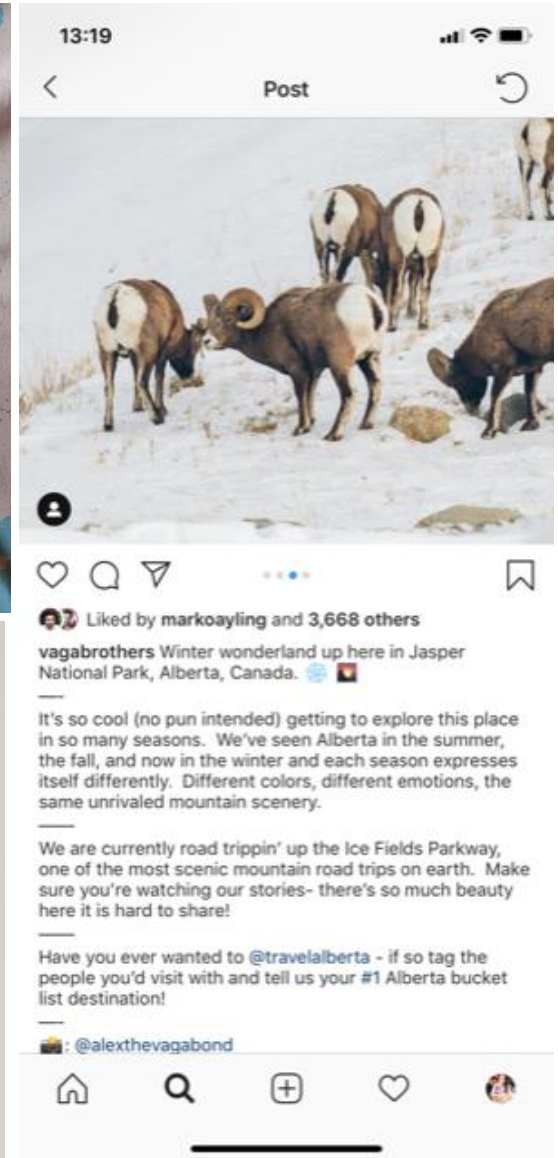 13:19
Post
Liked by markoayling and 3,668 others
vagabrothers Winter wonderland up here in Jasper
National Park, Alberta, Canada. ❄️ 🌄
—
It's so cool (no pun intended) getting to explore this place
in so many seasons.  We've seen Alberta in the summer,
the fall, and now in the winter and each season expresses
itself differently.  Different colors, different emotions, the
same unrivaled mountain scenery.
——
We are currently road trippin' up the Ice Fields Parkway,
one of the most scenic mountain road trips on earth.  Make
sure you're watching our stories- there's so much beauty
here it is hard to share!
——
Have you ever wanted to @travelalberta - if so tag the
people you'd visit with and tell us your #1 Alberta bucket
list destination!
—
📸: @alexthevagabond